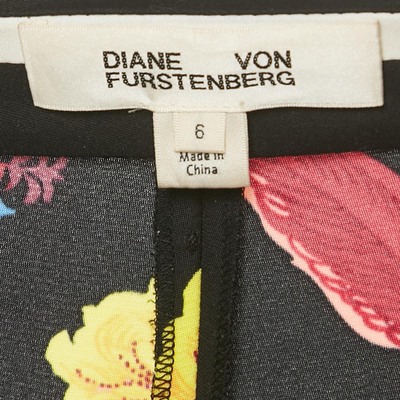 DIANE VON
FURSTENBERG
6
Made in
China